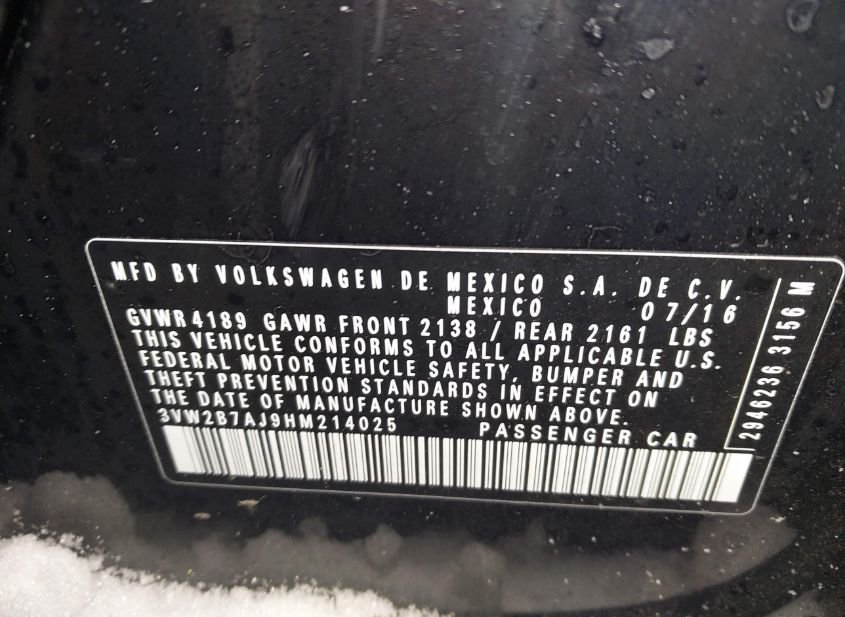 MFD BY VOLKSWAGEN DE MEXICO S.A. DE C.V.
MEXICO 07/16
GVWR 4189 GAWR FRONT 2138 / REAR 2161 LBS
THIS VEHICLE CONFORMS TO ALL APPLICABLE U.S.
FEDERAL MOTOR VEHICLE SAFETY, BUMPER AND
THEFT PREVENTION STANDARDS IN EFFECT ON
THE DATE OF MANUFACTURE SHOWN ABOVE.
3VW2B7AJ9HM214025 PASSENGER CAR
2946236 3156 M